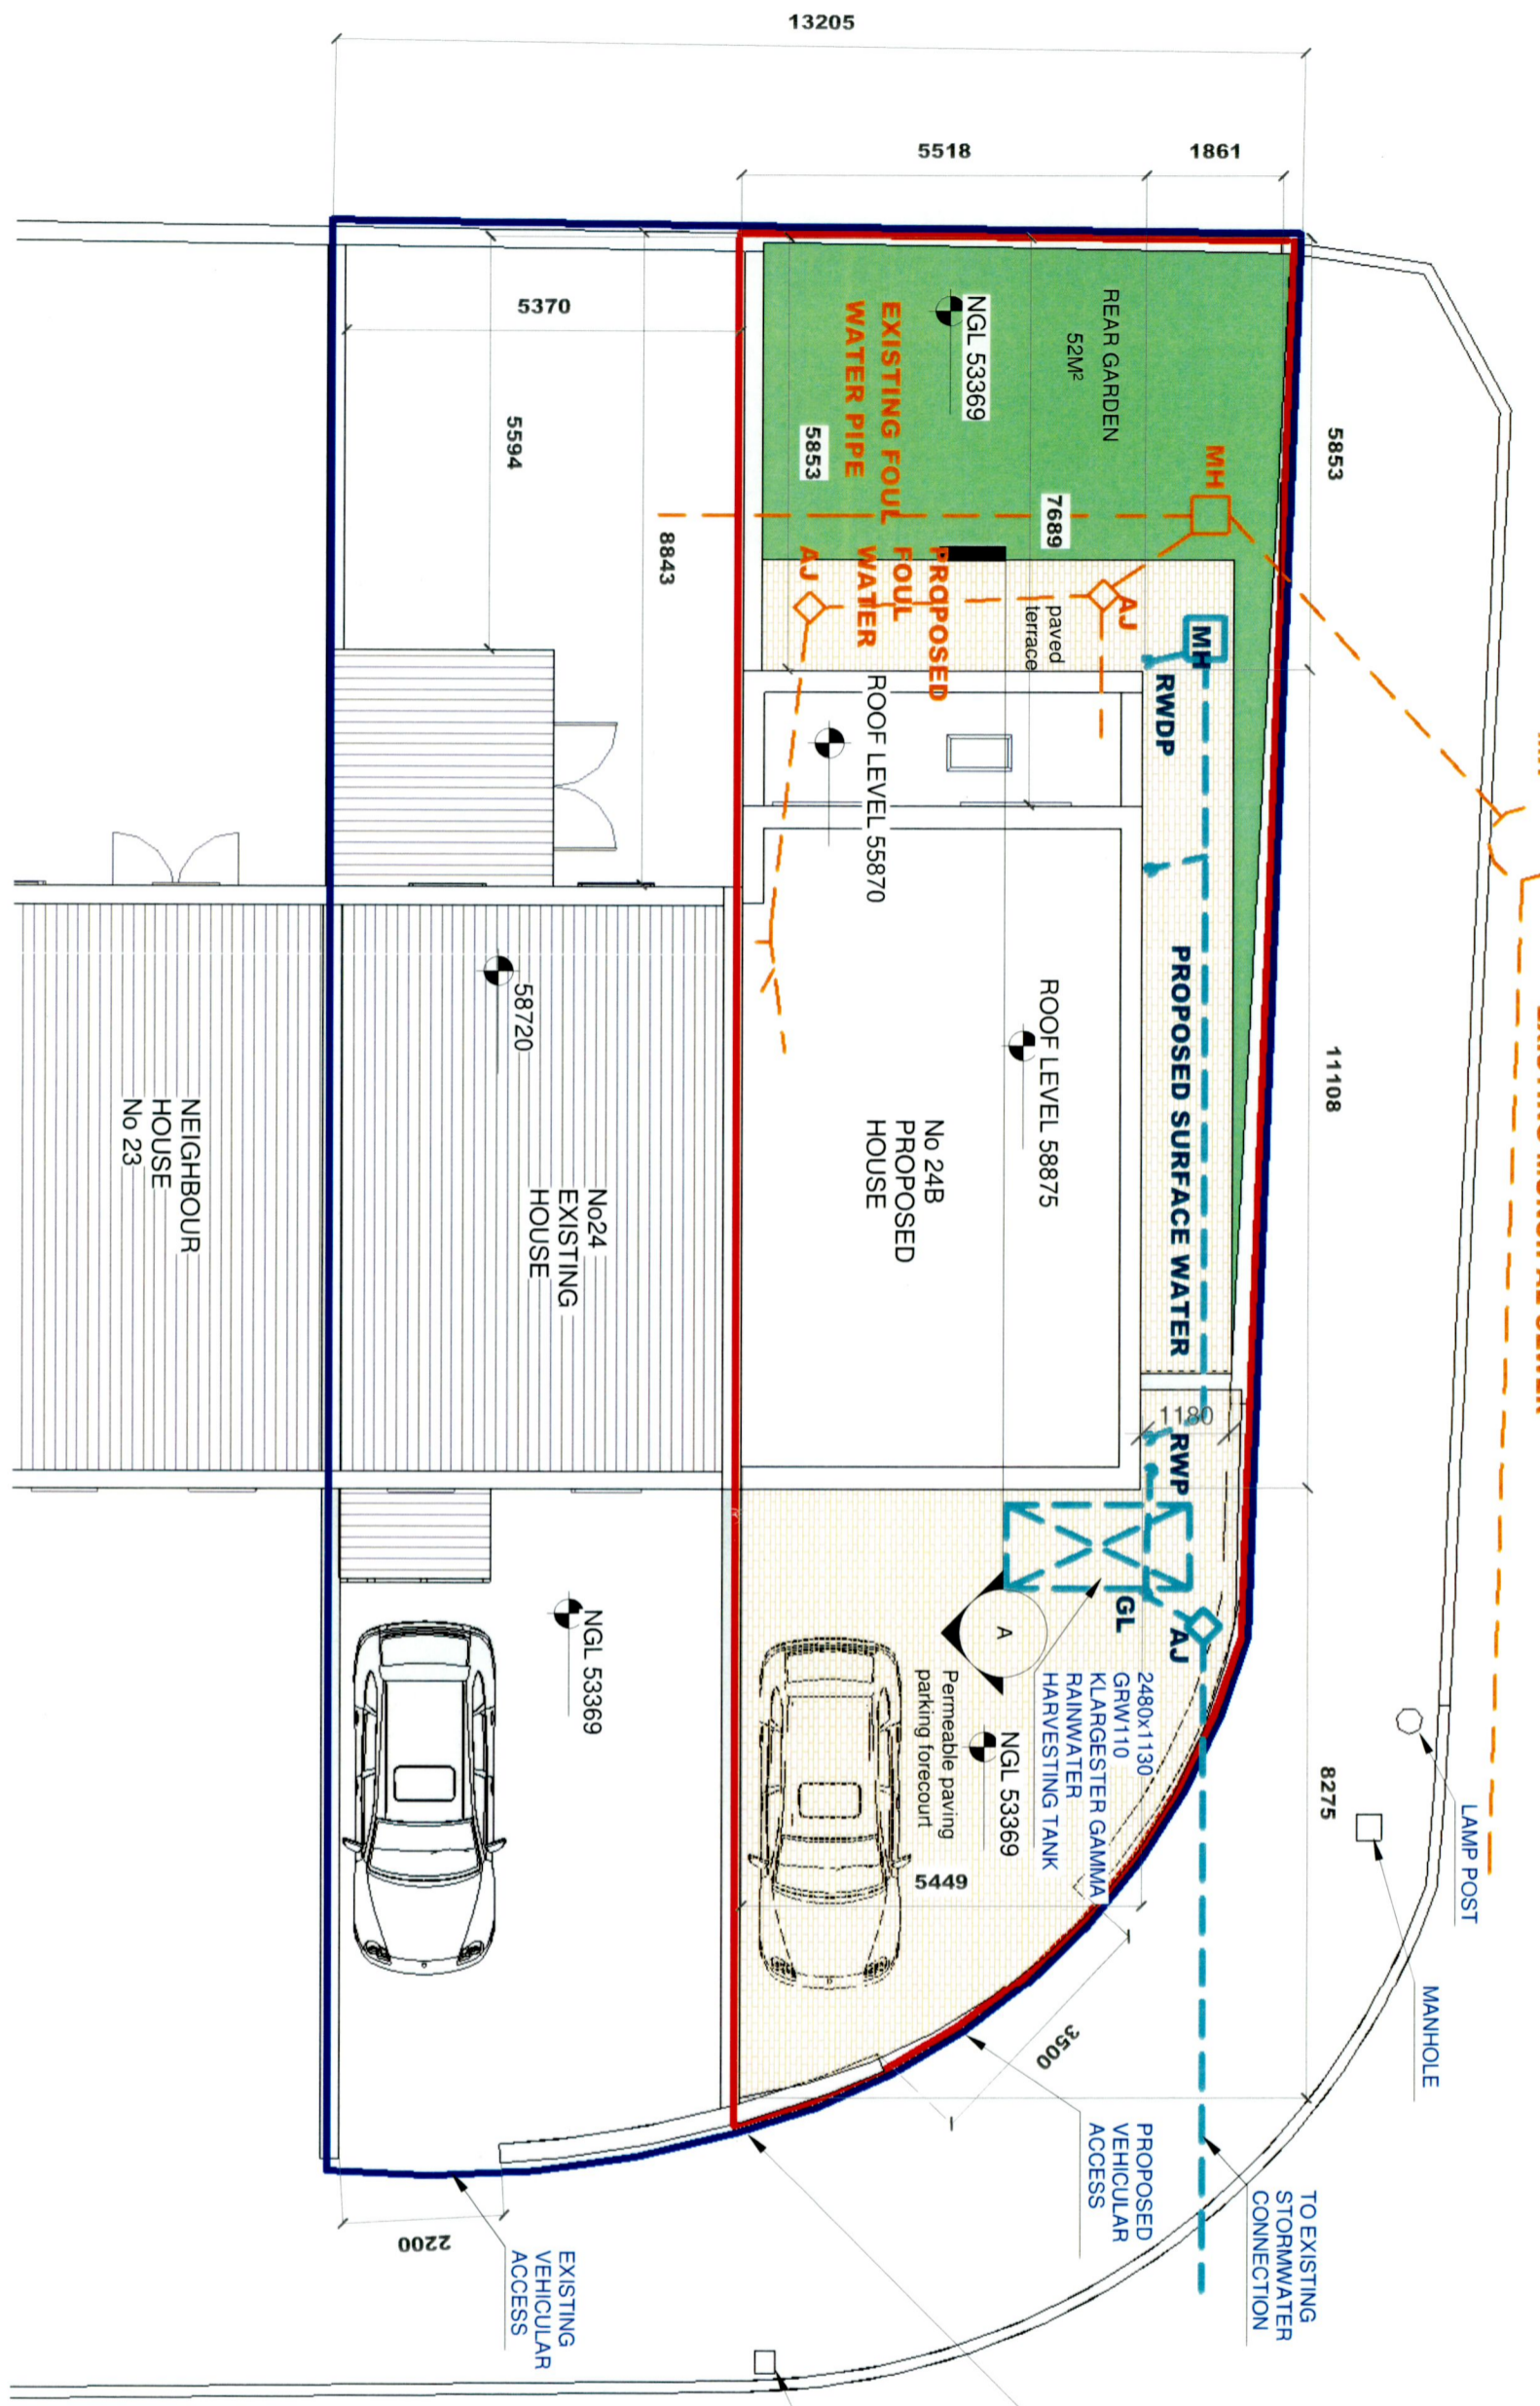 13205
5518
1861
5370
5594
8843
5853
REAR GARDEN
52M²
NGL 53369
EXISTING FOUL
WATER PIPE
5853
7689
MH
PROPOSED
FOUL
WATER
AJ
AJ
paved
terrace
MH
RWDP
ROOF LEVEL 55870
PROPOSED SURFACE WATER
11108
ROOF LEVEL 58875
No 24B
PROPOSED
HOUSE
58720
No24
EXISTING
HOUSE
NEIGHBOUR
HOUSE
No 23
1180
RWP
GL
AJ
A
2480x1130
GRW110
KLARGESTER GAMMA
RAINWATER
HARVESTING TANK
NGL 53369
Permeable paving
parking forecourt
5449
NGL 53369
8275
LAMP POST
MANHOLE
3500
PROPOSED
VEHICULAR
ACCESS
TO EXISTING
STORMWATER
CONNECTION
2200
EXISTING
VEHICULAR
ACCESS